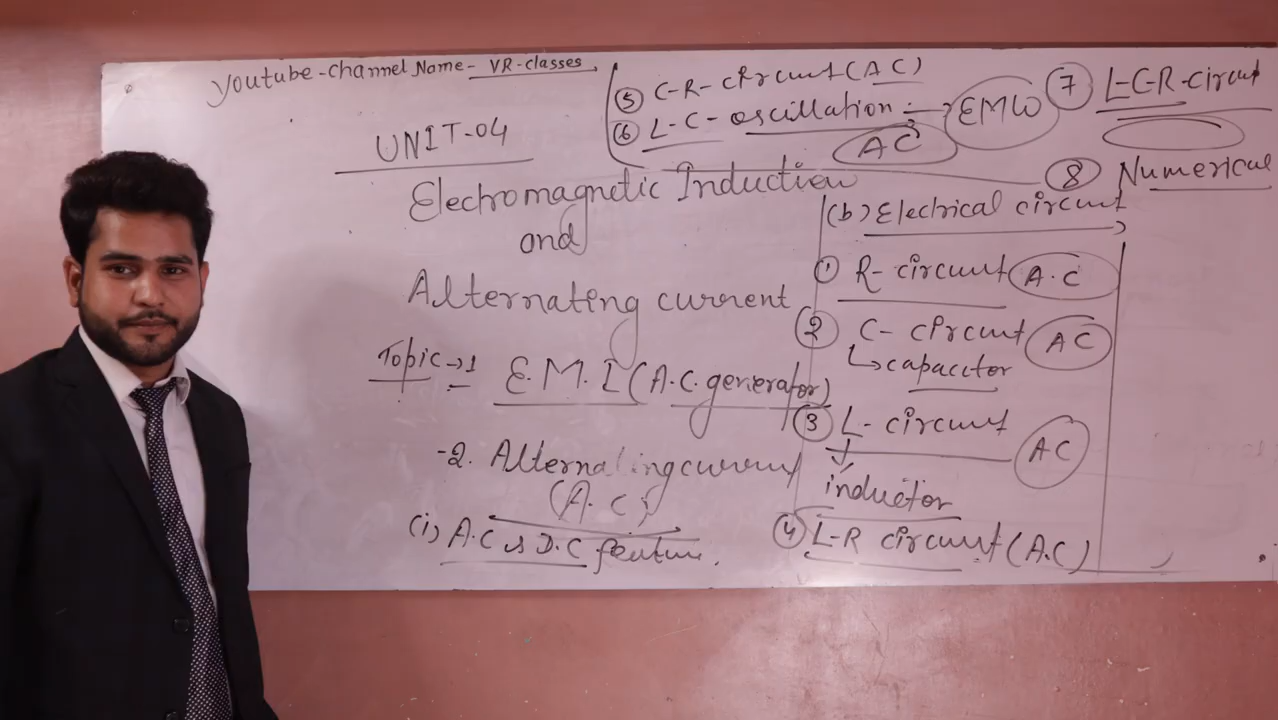 Youtube-Channel Name- VR-classes
UNIT-04
Electromagnetic Induction
and
Alternating current
Topic→1 E.M.I (A.C. generator)
-2. Alternating current
(A.C)
(i) A.C vs D.C feature.
(5) C-R- circuit (AC)
(6) L-C- oscillation :→ EMW
AC
(7) L-C-R-circuit
(8) Numerical
(b) Electrical circuit
(1) R- circuit A.C
(2) C- circuit AC
↳capacitor
(3) L- circuit AC
↓
inductor
(4) L-R circuit (A.C)